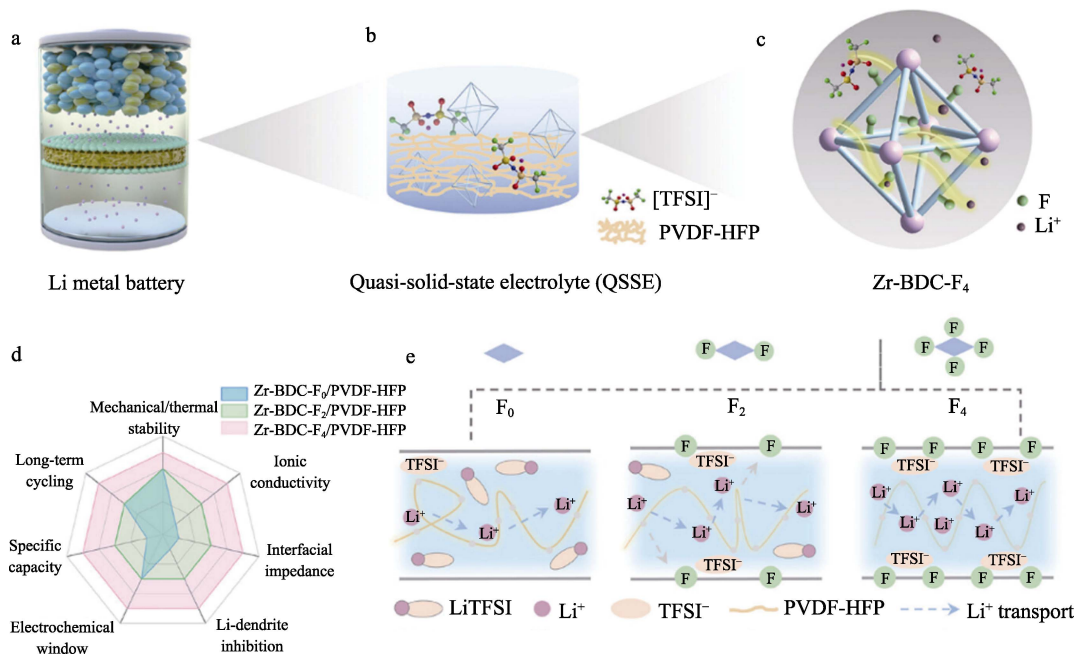 a
b
c
[TFSI]⁻
PVDF-HFP
F
Li⁺
Li metal battery
Quasi-solid-state electrolyte (QSSE)
Zr-BDC-F₄
d
Zr-BDC-F₀/PVDF-HFP
Zr-BDC-F₂/PVDF-HFP
Zr-BDC-F₄/PVDF-HFP
Mechanical/thermal
stability
Long-term
cycling
Ionic
conductivity
Specific
capacity
Interfacial
impedance
Electrochemical
window
Li-dendrite
inhibition
e
F F
F
F F
F
F₀
F₂
F₄
TFSI⁻
Li⁺
Li⁺
Li⁺
F F
TFSI⁻
Li⁺
Li⁺
Li⁺
TFSI⁻
F F
F F F F
TFSI⁻ TFSI⁻
Li⁺ Li⁺ Li⁺
Li⁺ Li⁺ Li⁺
TFSI⁻ TFSI⁻
F F F F
LiTFSI
Li⁺
TFSI⁻
PVDF-HFP
Li⁺ transport